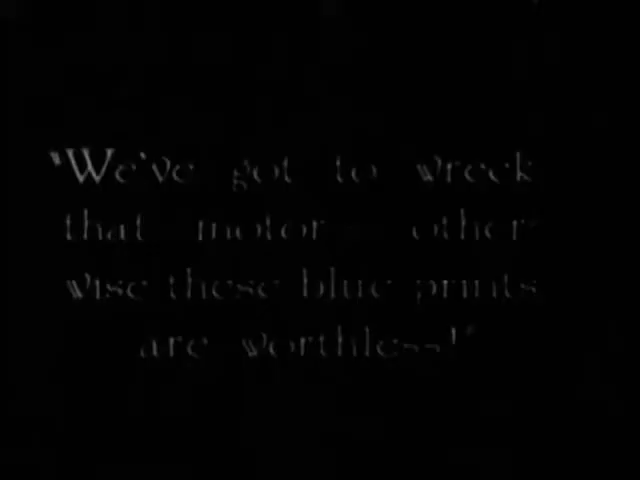 "We've got to wreck
that motor - other-
wise these blue prints
are worthless!"